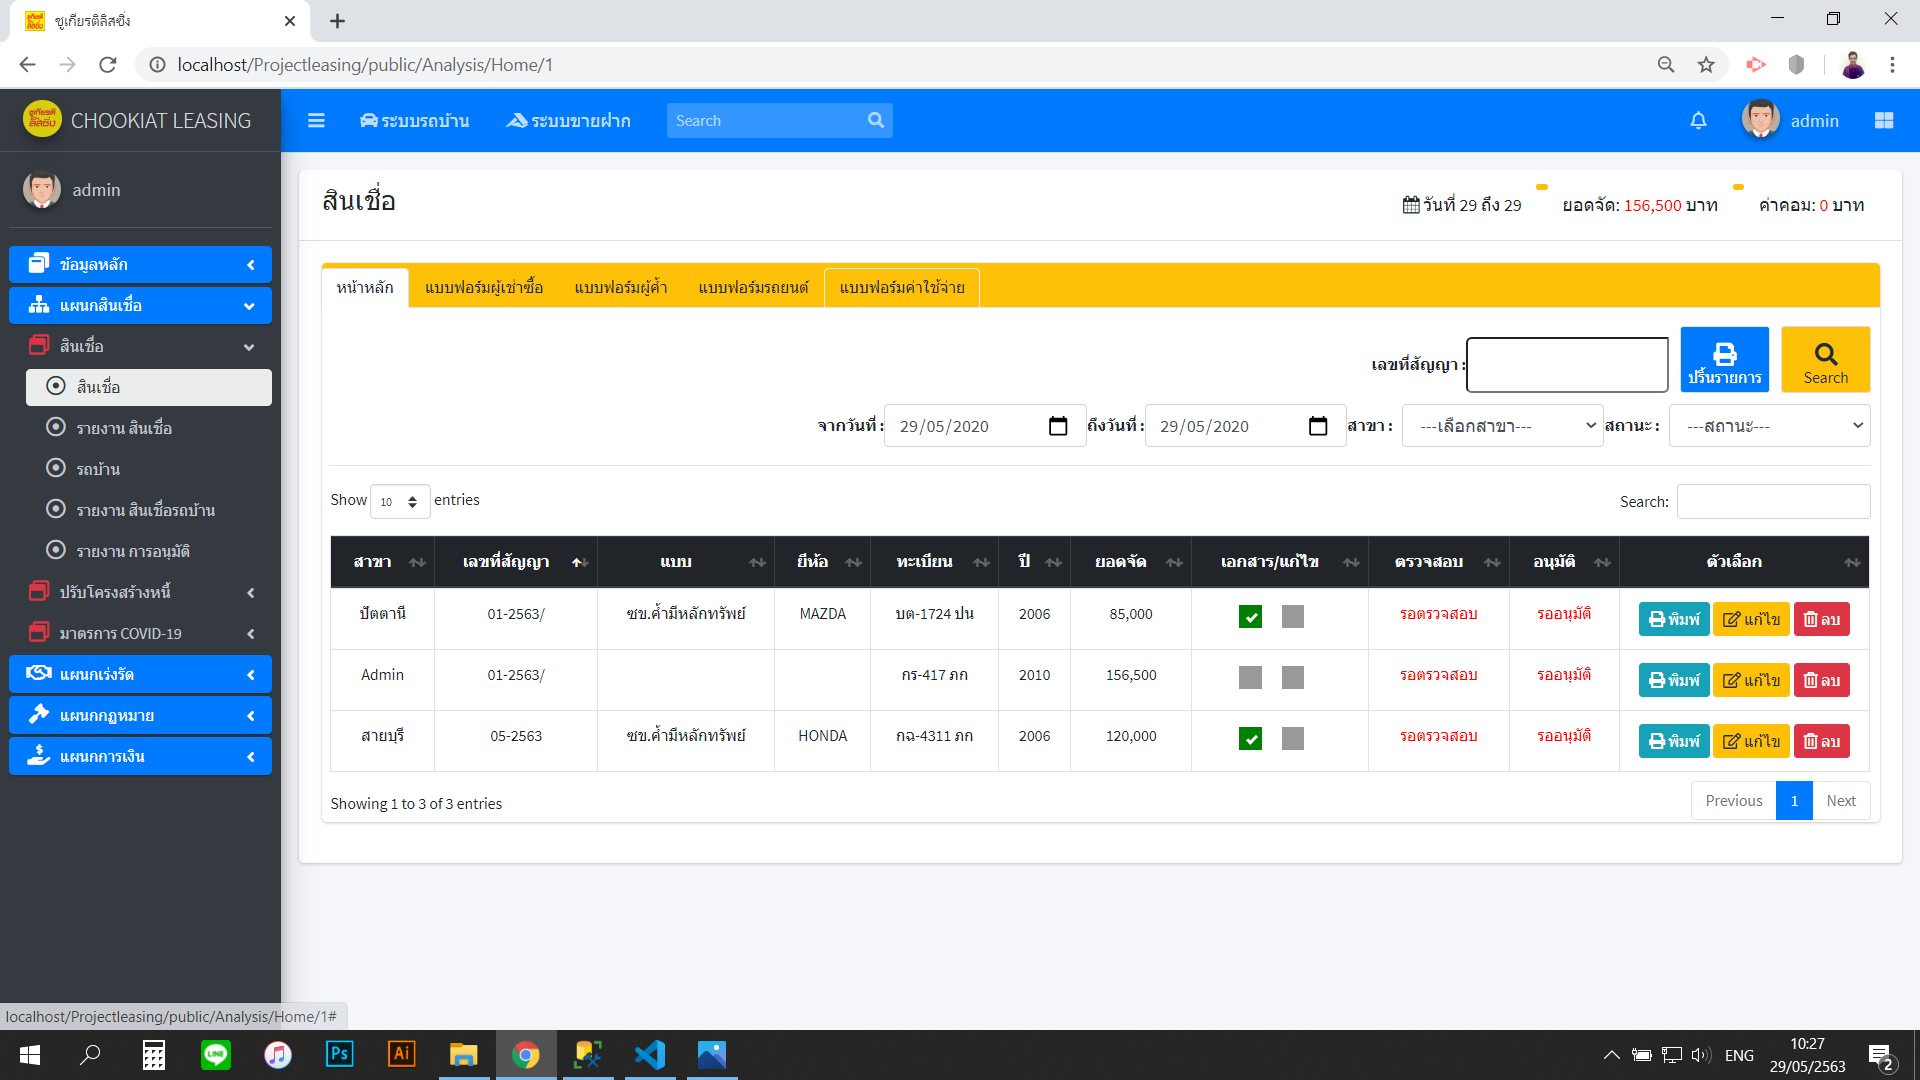 ชูเกียรติลิสซิ่ง
localhost/Projectleasing/public/Analysis/Home/1
CHOOKIAT LEASING
ระบบรถบ้าน
ระบบขายฝาก
Search
admin
admin
ข้อมูลหลัก
แผนกสินเชื่อ
สินเชื่อ
สินเชื่อ
รายงาน สินเชื่อ
รถบ้าน
รายงาน สินเชื่อรถบ้าน
รายงาน การอนุมัติ
ปรับโครงสร้างหนี้
มาตรการ COVID-19
แผนกเร่งรัด
แผนกกฏหมาย
แผนกการเงิน
สินเชื่อ
วันที่ 29 ถึง 29 ยอดจัด: 156,500 บาท ค่าคอม: 0 บาท
หน้าหลัก แบบฟอร์มผู้เช่าซื้อ แบบฟอร์มผู้ค้ำ แบบฟอร์มรถยนต์ แบบฟอร์มค่าใช้จ่าย
เลขที่สัญญา : ปริ้นรายการ Search
จากวันที่ : 29/05/2020 ถึงวันที่ : 29/05/2020 สาขา : ---เลือกสาขา--- สถานะ : ---สถานะ---
Show 10 entries Search:
สาขา เลขที่สัญญา แบบ ยี่ห้อ ทะเบียน ปี ยอดจัด เอกสาร/แก้ไข ตรวจสอบ อนุมัติ ตัวเลือก
ปัตตานี 01-2563/ ซข.ค้ำมีหลักทรัพย์ MAZDA บต-1724 ปน 2006 85,000 รอตรวจสอบ รออนุมัติ พิมพ์ แก้ไข ลบ
Admin 01-2563/ กร-417 ภก 2010 156,500 รอตรวจสอบ รออนุมัติ พิมพ์ แก้ไข ลบ
สายบุรี 05-2563 ซข.ค้ำมีหลักทรัพย์ HONDA กฉ-4311 ภก 2006 120,000 รอตรวจสอบ รออนุมัติ พิมพ์ แก้ไข ลบ
Showing 1 to 3 of 3 entries Previous 1 Next
localhost/Projectleasing/public/Analysis/Home/1#
LINE
Ps
Ai
ENG
10:27
29/05/2563
2